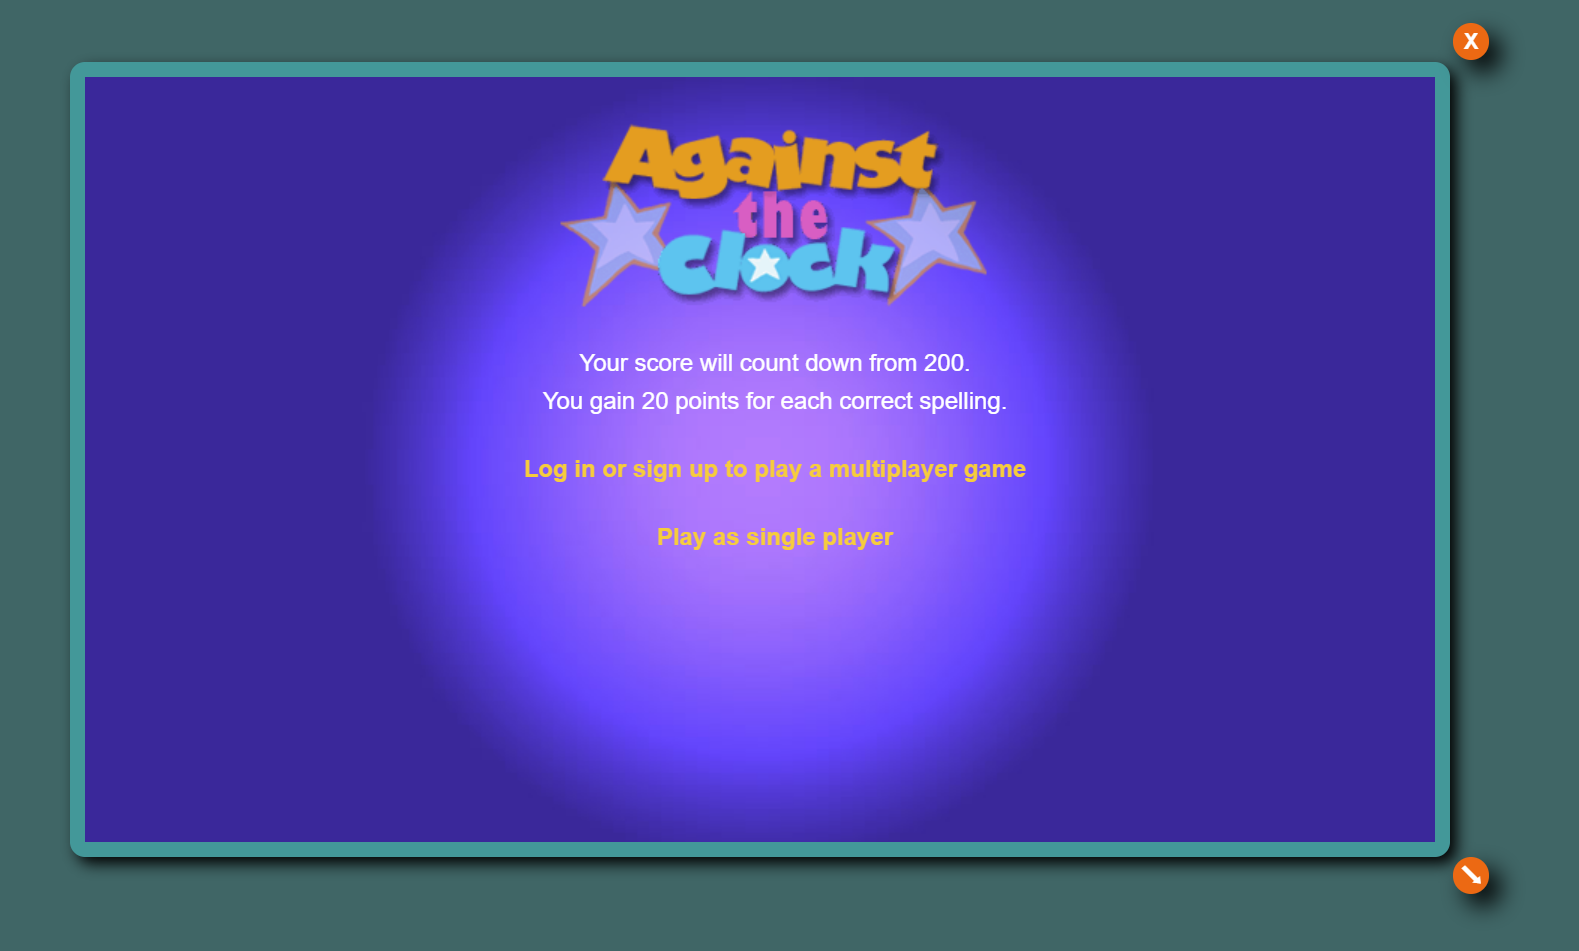 X
Against
the
Clock
Your score will count down from 200.
You gain 20 points for each correct spelling.
Log in or sign up to play a multiplayer game
Play as single player